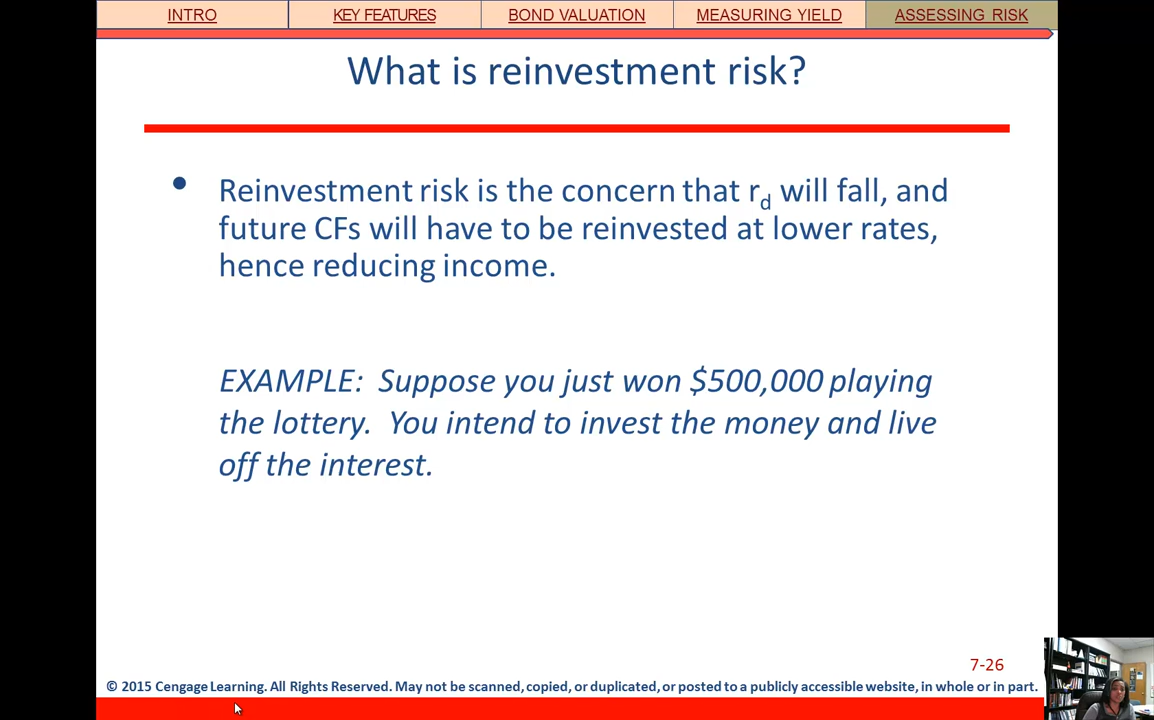 INTRO KEY FEATURES BOND VALUATION MEASURING YIELD ASSESSING RISK
What is reinvestment risk?
• Reinvestment risk is the concern that rd will fall, and
future CFs will have to be reinvested at lower rates,
hence reducing income.
EXAMPLE: Suppose you just won $500,000 playing
the lottery. You intend to invest the money and live
off the interest.
7-26
© 2015 Cengage Learning. All Rights Reserved. May not be scanned, copied, or duplicated, or posted to a publicly accessible website, in whole or in part.